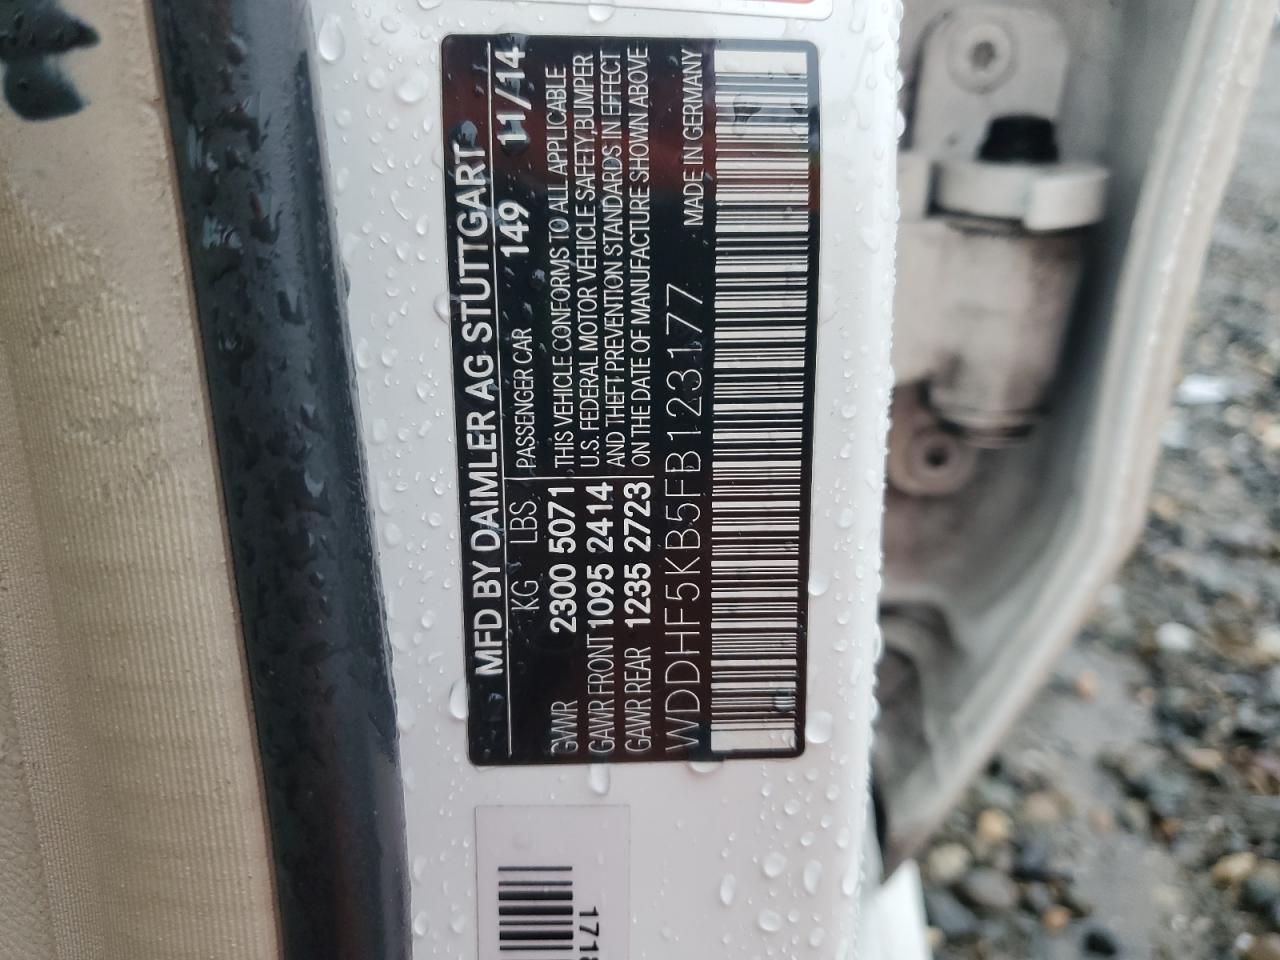 MFD BY DAIMLER AG STUTTGART
KG LBS PASSENGER CAR 149 11/14
GVWR 2300 5071 THIS VEHICLE CONFORMS TO ALL APPLICABLE
GAWR FRONT 1095 2414 U.S. FEDERAL MOTOR VEHICLE SAFETY,BUMPER
AND THEFT PREVENTION STANDARDS IN EFFECT
GAWR REAR 1235 2723 ON THE DATE OF MANUFACTURE SHOWN ABOVE
WDDHF5KB5FB123177 MADE IN GERMANY